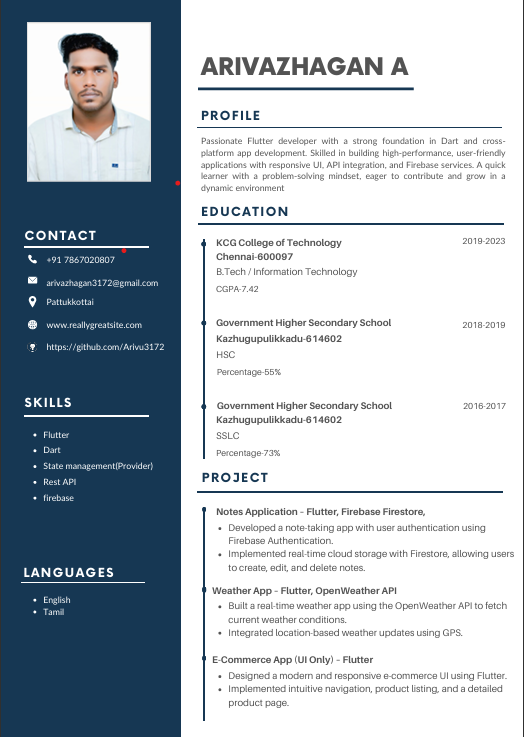 ARIVAZHAGAN A
PROFILE
Passionate Flutter developer with a strong foundation in Dart and cross-
platform app development. Skilled in building high-performance, user-friendly
applications with responsive UI, API integration, and Firebase services. A quick
learner with a problem-solving mindset, eager to contribute and grow in a
dynamic environment
CONTACT
+91 7867020807
arivazhagan3172@gmail.com
Pattukkottai
www.reallygreatsite.com
https://github.com/Arivu3172
SKILLS
• Flutter
• Dart
• State management(Provider)
• Rest API
• firebase
LANGUAGES
• English
• Tamil
EDUCATION
KCG College of Technology 2019-2023
Chennai-600097
B.Tech / Information Technology
CGPA-7.42
Government Higher Secondary School 2018-2019
Kazhugupulikkadu-614602
HSC
Percentage-55%
Government Higher Secondary School 2016-2017
Kazhugupulikkadu-614602
SSLC
Percentage-73%
PROJECT
Notes Application – Flutter, Firebase Firestore,
• Developed a note-taking app with user authentication using
Firebase Authentication.
• Implemented real-time cloud storage with Firestore, allowing users
to create, edit, and delete notes.
Weather App – Flutter, OpenWeather API
• Built a real-time weather app using the OpenWeather API to fetch
current weather conditions.
• Integrated location-based weather updates using GPS.
E-Commerce App (UI Only) – Flutter
• Designed a modern and responsive e-commerce UI using Flutter.
• Implemented intuitive navigation, product listing, and a detailed
product page.